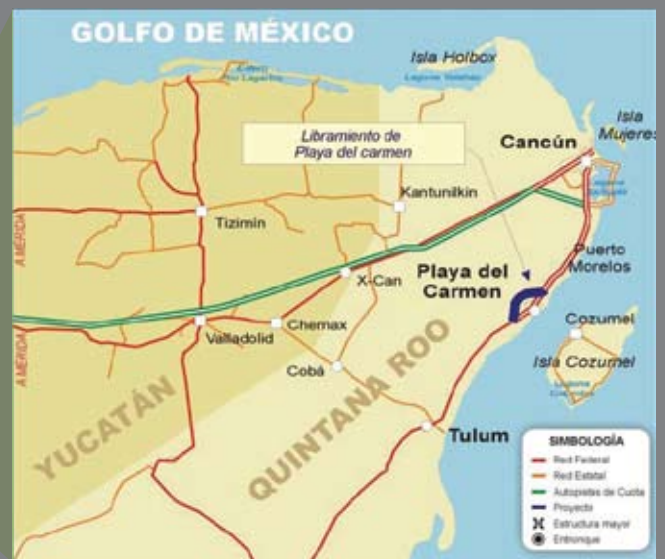 GOLFO DE MÉXICO
Isla Holbox
Isla
Mujeres
Libramiento de
Playa del carmen
Cancún
Kantunilkin
Tizimín
A MÉRIDA
Puerto
Morelos
X-Can
Playa del
Carmen
Cozumel
Valladolid
Chemax
Isla Cozumel
A MÉRIDA
Cobá
YUCATÁN
QUINTANA ROO
Tulum
SIMBOLOGÍA
Red Federal
Red Estatal
Autopistas de Cuota
Proyecto
Estructura mayor
Entronque